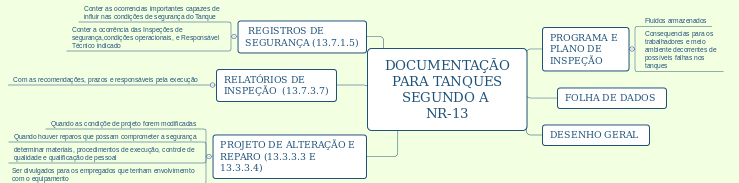 Conter as ocorrencias importantes capazes de
influir nas condições de segurança do Tanque
Conter a ocorrência das Inspeções de
segurança,condições operacionais, e Responsável
Técnico indicado
REGISTROS DE
SEGURANÇA (13.7.1.5)
Com as recomendações, prazos e responsáveis pela execução
RELATÓRIOS DE
INSPEÇÃO (13.7.3.7)
Quando as condiçõe de projeto forem modificadas
Quando houver reparos que possam comprometer a segurança
determinar materiais, procedimentos de execução, controle de
qualidade e qualificação de pessoal
Ser divulgados para os empregados que tenham envolvimento
com o equipamento
PROJETO DE ALTERAÇÃO E
REPARO (13.3.3.3 E
13.3.3.4)
DOCUMENTAÇÃO
PARA TANQUES
SEGUNDO A
NR-13
PROGRAMA E
PLANO DE
INSPEÇÃO
Fluidos armazenados
Consequencias para os
trabalhadores e meio
ambiente decorrentes de
possíveis falhas nos
tanques
FOLHA DE DADOS
DESENHO GERAL